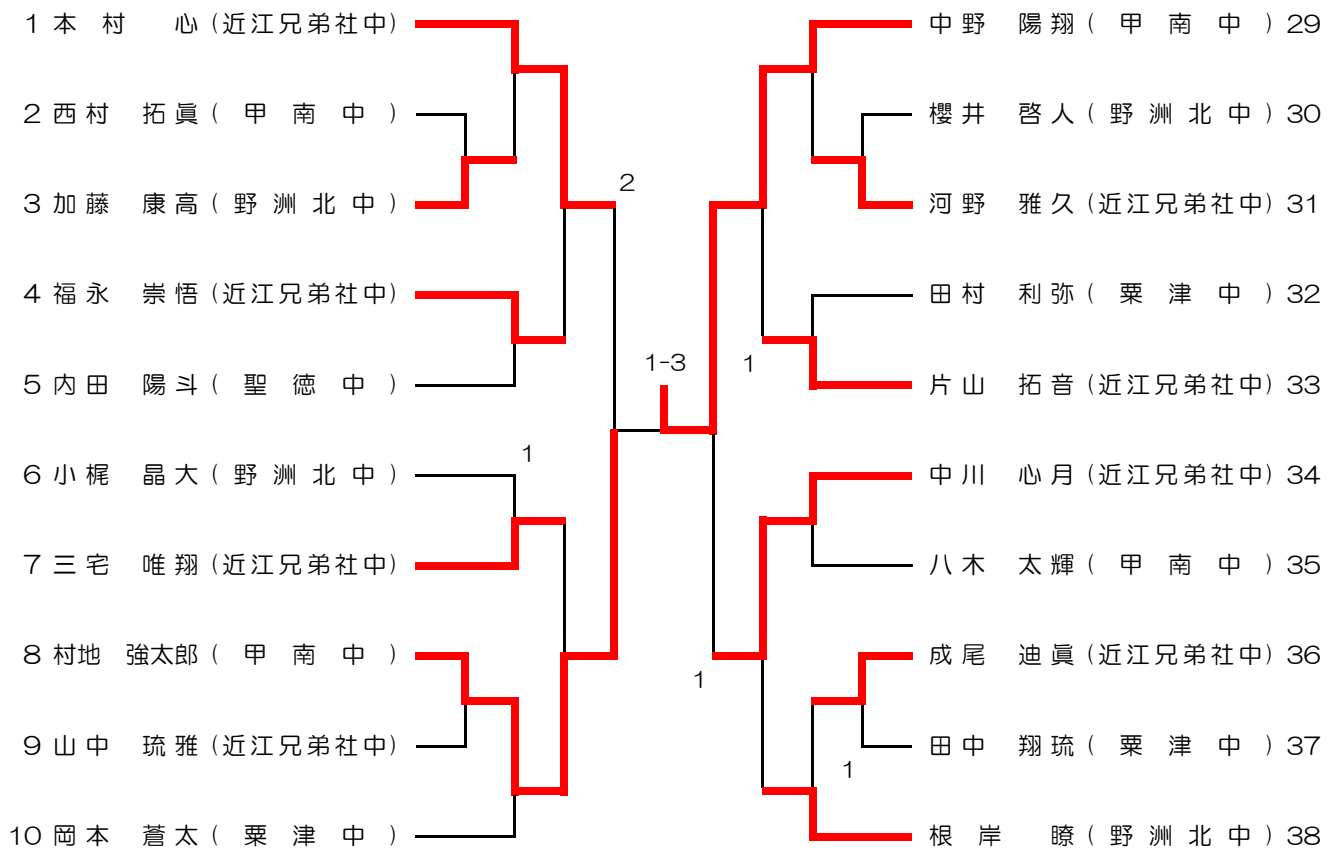 1 本村 心 (近江兄弟社中)
2 西村 拓眞 (甲南中)
3 加藤 康高 (野洲北中)
4 福永 崇悟 (近江兄弟社中)
5 内田 陽斗 (聖徳中)
6 小梶 晶大 (野洲北中)
7 三宅 唯翔 (近江兄弟社中)
8 村地 強太郎 (甲南中)
9 山中 琉雅 (近江兄弟社中)
10 岡本 蒼太 (粟津中)
2
1
1-3
1
1
1
中野 陽翔 (甲南中) 29
櫻井 啓人 (野洲北中) 30
河野 雅久 (近江兄弟社中) 31
田村 利弥 (粟津中) 32
片山 拓音 (近江兄弟社中) 33
中川 心月 (近江兄弟社中) 34
八木 太輝 (甲南中) 35
成尾 迪眞 (近江兄弟社中) 36
田中 翔琉 (粟津中) 37
根岸 瞭 (野洲北中) 38